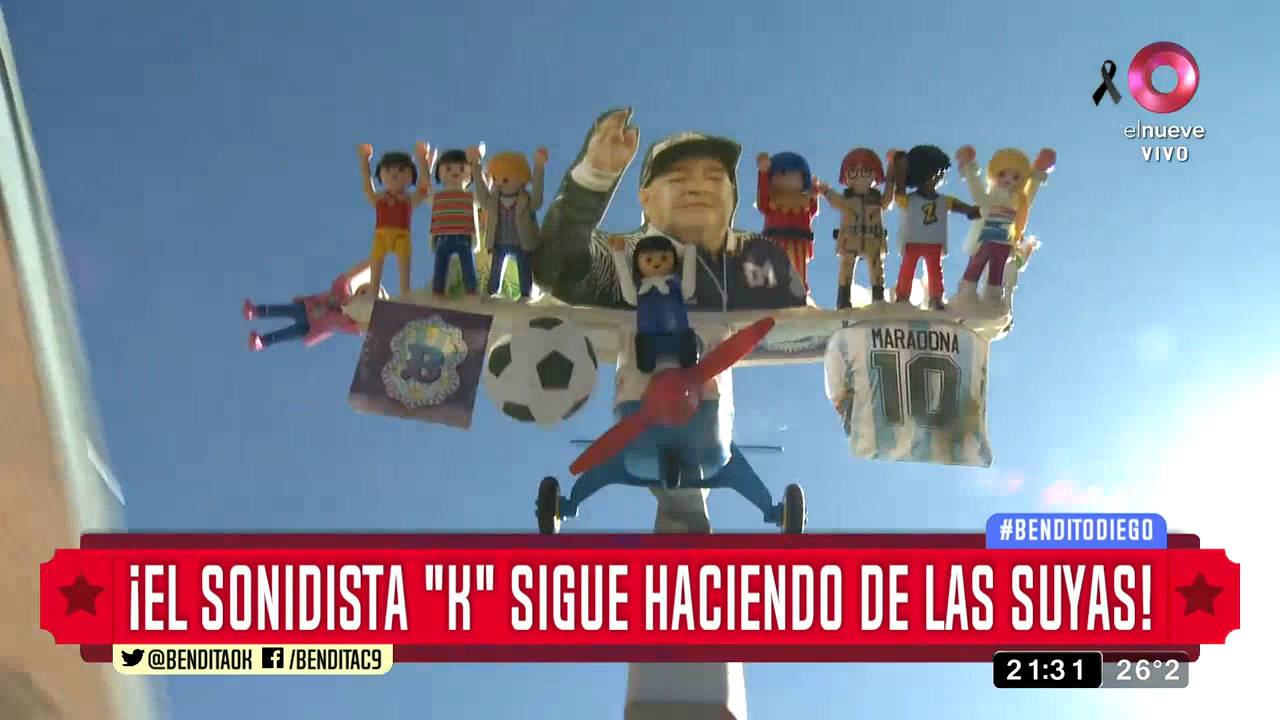 elnueve
VIVO
B
MARADONA
10
#BENDITODIEGO
¡EL SONIDISTA "K" SIGUE HACIENDO DE LAS SUYAS!
@BENDITAOK /BENDITAC9
21:31 26°2